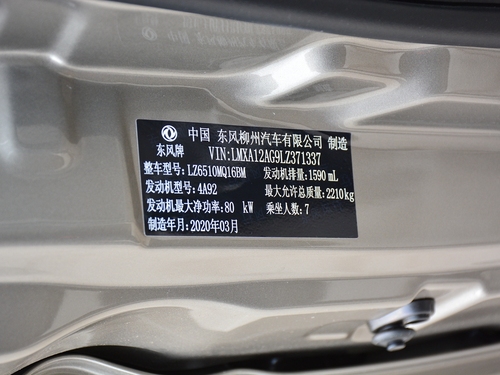 中国 东风柳州汽车有限公司 制造
东风牌 VIN:LMXA12AG9LZ371337
整车型号:LZ6510MQ16BM 发动机排量:1590 mL
发动机型号:4A92 最大允许总质量:2210kg
发动机最大净功率:80 kW 乘坐人数:7
制造年月:2020年03月